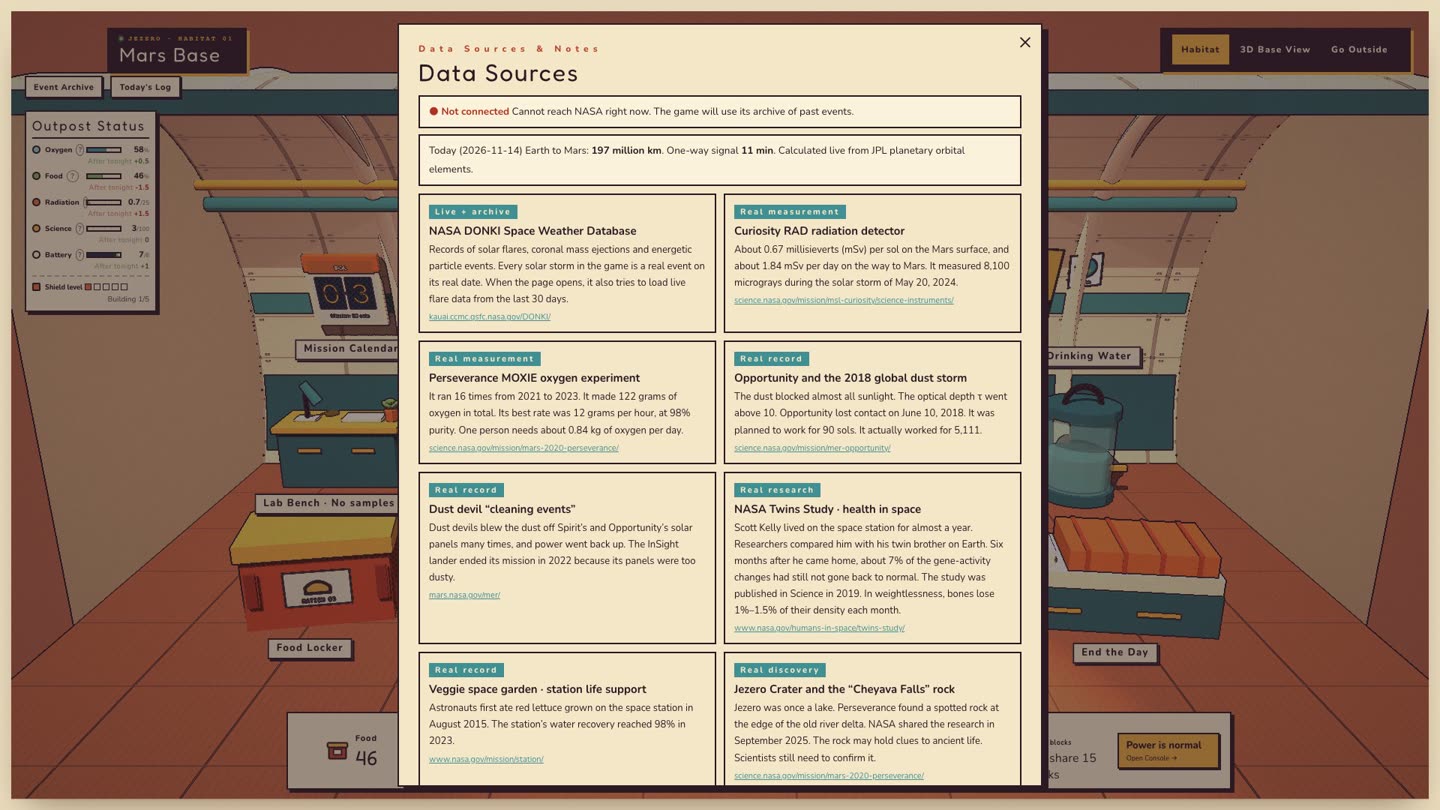 JEZERO · HABITAT 01
Mars Base
Event Archive
Today's Log
Habitat
3D Base View
Go Outside
Outpost Status
Oxygen ? 58%
After tonight +0.5
Food ? 46%
After tonight -1.5
Radiation 0.7/25
After tonight +1.5
Science ? 3/100
After tonight 0
Battery ? 7/8
After tonight +1
Shield level
Building 1/5
03
Mission Calendar
Lab Bench · No samples
Food Locker
Drinking Water
End the Day
Food
46
blocks
share 15
ks
Power is normal
Open Console →
Data Sources & Notes
Data Sources
Not connected Cannot reach NASA right now. The game will use its archive of past events.
Today (2026-11-14) Earth to Mars: 197 million km. One-way signal 11 min. Calculated live from JPL planetary orbital
elements.
Live + archive
NASA DONKI Space Weather Database
Records of solar flares, coronal mass ejections and energetic
particle events. Every solar storm in the game is a real event on
its real date. When the page opens, it also tries to load live
flare data from the last 30 days.
kauai.ccmc.gsfc.nasa.gov/DONKI/
Real measurement
Curiosity RAD radiation detector
About 0.67 millisieverts (mSv) per sol on the Mars surface, and
about 1.84 mSv per day on the way to Mars. It measured 8,100
micrograys during the solar storm of May 20, 2024.
science.nasa.gov/mission/msl-curiosity/science-instruments/
Real measurement
Perseverance MOXIE oxygen experiment
It ran 16 times from 2021 to 2023. It made 122 grams of
oxygen in total. Its best rate was 12 grams per hour, at 98%
purity. One person needs about 0.84 kg of oxygen per day.
science.nasa.gov/mission/mars-2020-perseverance/
Real record
Opportunity and the 2018 global dust storm
The dust blocked almost all sunlight. The optical depth τ went
above 10. Opportunity lost contact on June 10, 2018. It was
planned to work for 90 sols. It actually worked for 5,111.
science.nasa.gov/mission/mer-opportunity/
Real record
Dust devil “cleaning events”
Dust devils blew the dust off Spirit’s and Opportunity’s solar
panels many times, and power went back up. The InSight
lander ended its mission in 2022 because its panels were too
dusty.
mars.nasa.gov/mer/
Real research
NASA Twins Study · health in space
Scott Kelly lived on the space station for almost a year.
Researchers compared him with his twin brother on Earth. Six
months after he came home, about 7% of the gene-activity
changes had still not gone back to normal. The study was
published in Science in 2019. In weightlessness, bones lose
1%–1.5% of their density each month.
www.nasa.gov/humans-in-space/twins-study/
Real record
Veggie space garden · station life support
Astronauts first ate red lettuce grown on the space station in
August 2015. The station’s water recovery reached 98% in
2023.
www.nasa.gov/mission/station/
Real discovery
Jezero Crater and the “Cheyava Falls” rock
Jezero was once a lake. Perseverance found a spotted rock at
the edge of the old river delta. NASA shared the research in
September 2025. The rock may hold clues to ancient life.
Scientists still need to confirm it.
science.nasa.gov/mission/mars-2020-perseverance/